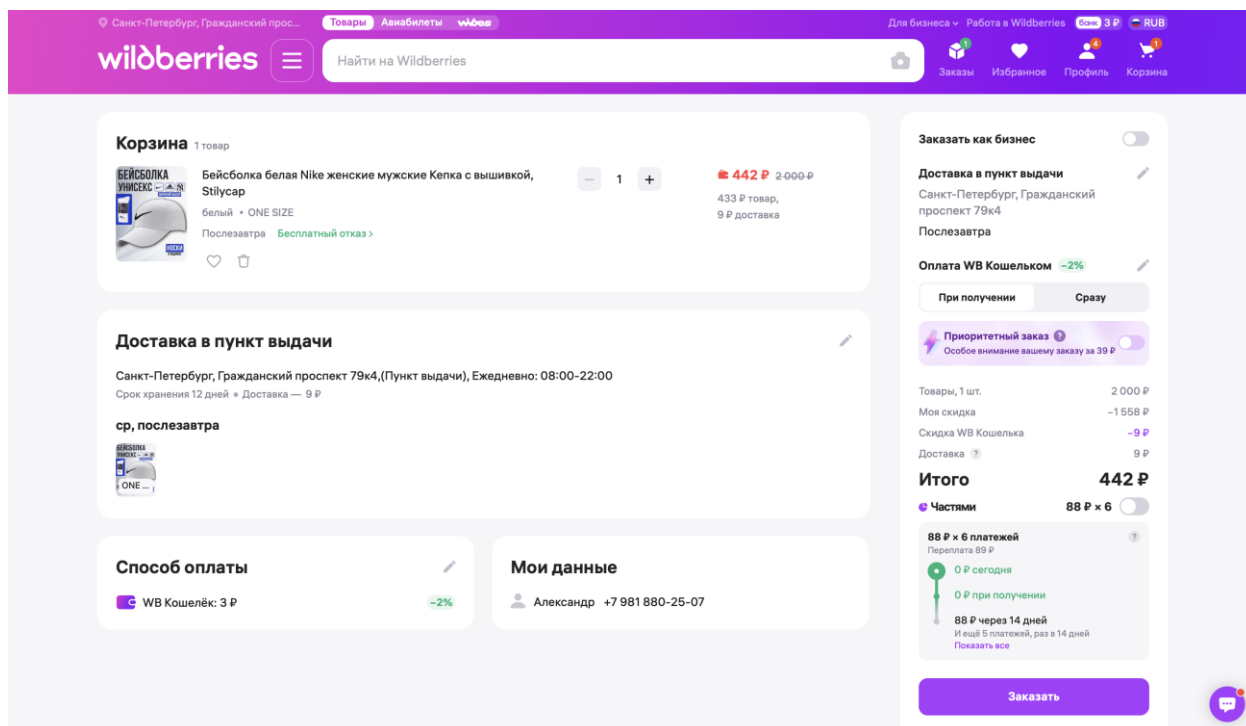 Санкт-Петербург, Гражданский прос...
Товары Авиабилеты wibes
Для бизнеса Работа в Wildberries банк 3 ₽ RUB
wildberries
Найти на Wildberries
1
4
1
Заказы Избранное Профиль Корзина
Корзина 1 товар
БЕЙСБОЛКА
УНИСЕКС
НОСКИ
Бейсболка белая Nike женские мужские Кепка с вышивкой,
Stilycap
белый • ONE SIZE
Послезавтра Бесплатный отказ >
− 1 +
442 ₽ 2 000 ₽
433 ₽ товар,
9 ₽ доставка
Доставка в пункт выдачи
Санкт-Петербург, Гражданский проспект 79к4,(Пункт выдачи), Ежедневно: 08:00-22:00
Срок хранения 12 дней • Доставка — 9 ₽
ср, послезавтра
БЕЙСБОЛКА
УНИСЕКС
ONE ...
Способ оплаты
WB Кошелёк: 3 ₽ −2%
Мои данные
Александр +7 981 880-25-07
Заказать как бизнес
Доставка в пункт выдачи
Санкт-Петербург, Гражданский
проспект 79к4
Послезавтра
Оплата WB Кошельком −2%
При получении Сразу
Приоритетный заказ ?
Особое внимание вашему заказу за 39 ₽
Товары, 1 шт. 2 000 ₽
Моя скидка −1 558 ₽
Скидка WB Кошелька −9 ₽
Доставка ? 9 ₽
Итого 442 ₽
Частями 88 ₽ × 6
88 ₽ × 6 платежей ?
Переплата 89 ₽
0 ₽ сегодня
0 ₽ при получении
88 ₽ через 14 дней
И ещё 5 платежей, раз в 14 дней
Показать все
Заказать